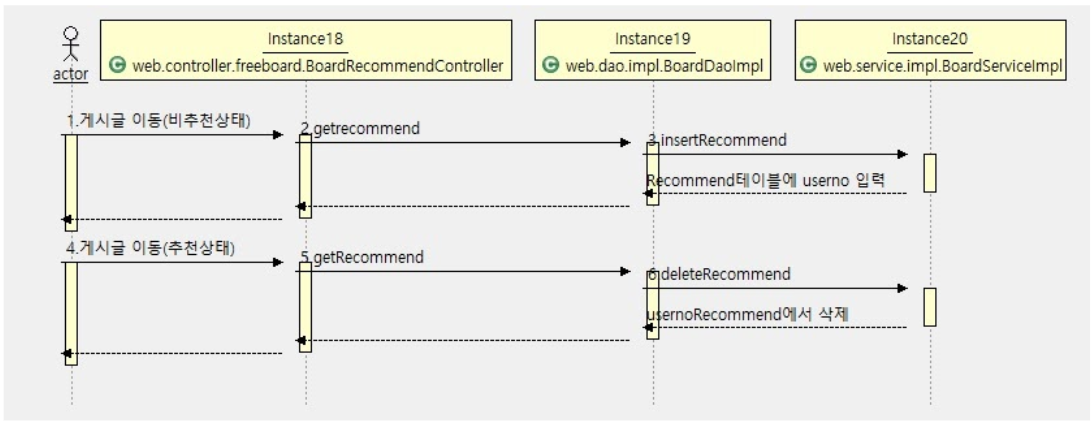 Instance18
web.controller.freeboard.BoardRecommendController
Instance19
web.dao.impl.BoardDaoImpl
Instance20
web.service.impl.BoardServiceImpl
actor
1.게시글 이동(비추천상태)
2.getrecommend
3.insertRecommend
Recommend테이블에 userno 입력
4.게시글 이동(추천상태)
5.getRecommend
6.deleteRecommend
usernoRecommend에서 삭제